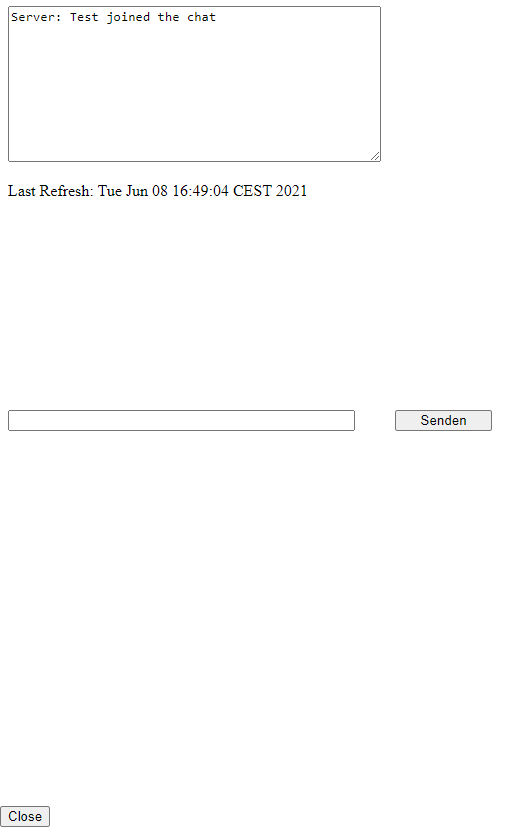 Server: Test joined the chat
Last Refresh: Tue Jun 08 16:49:04 CEST 2021
Senden
Close